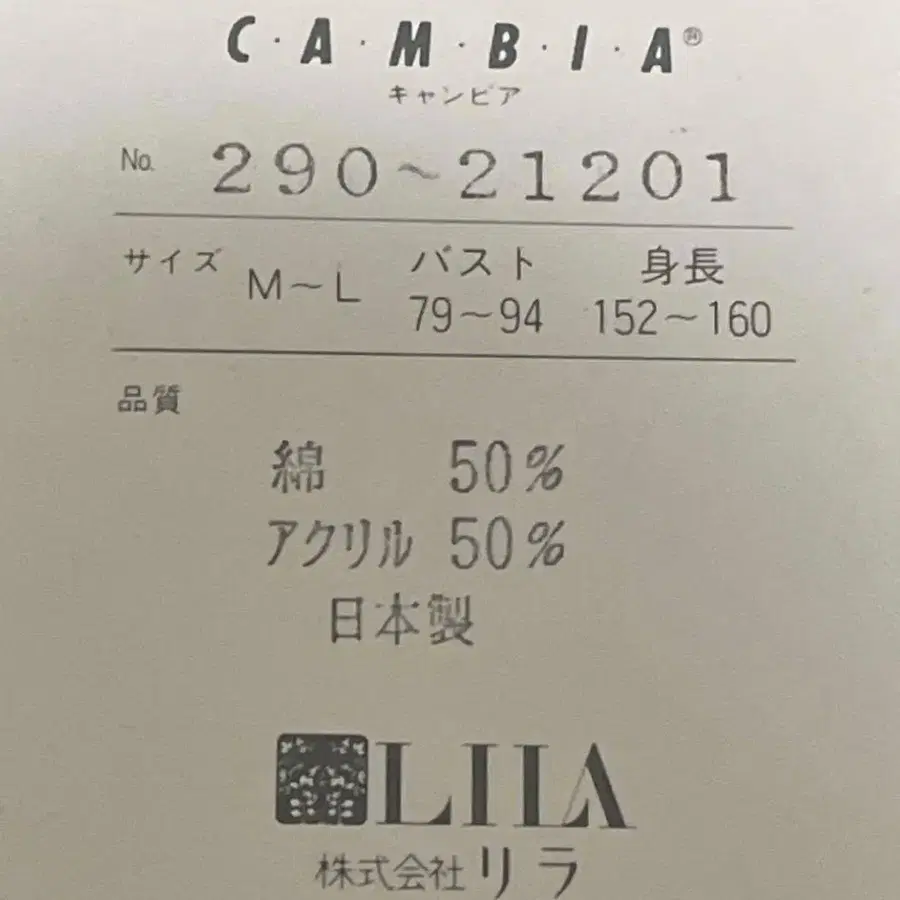 C·A·M·B·I·A®
キャンビア
No. 290~21201
サイズ M～L バスト 79～94 身長 152～160
品質
綿 50%
アクリル 50%
日本製
LILA
株式会社リラ